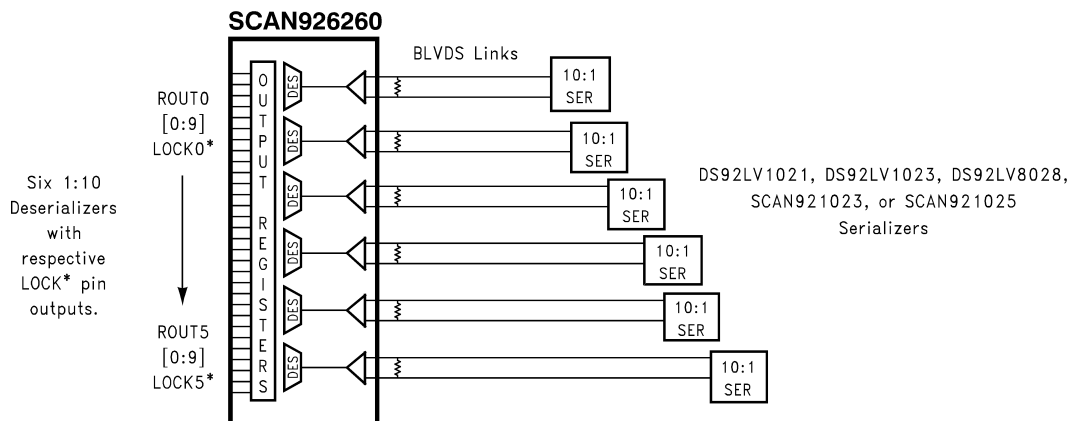 SCAN926260
BLVDS Links
Six 1:10
Deserializers
with
respective
LOCK* pin
outputs.
ROUT0
[0:9]
LOCK0*
ROUT5
[0:9]
LOCK5*
OUTPUT REGISTERS
DES
DES
DES
DES
DES
DES
10:1
SER
10:1
SER
10:1
SER
10:1
SER
10:1
SER
10:1
SER
DS92LV1021, DS92LV1023, DS92LV8028,
SCAN921023, or SCAN921025
Serializers